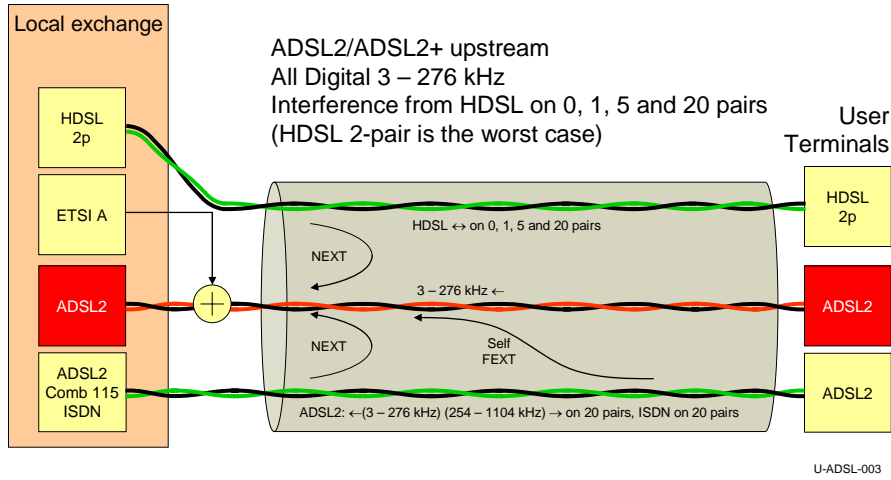 Local exchange
ADSL2/ADSL2+ upstream
All Digital 3 – 276 kHz
Interference from HDSL on 0, 1, 5 and 20 pairs
(HDSL 2-pair is the worst case)
User
Terminals
HDSL
2p
HDSL
2p
ETSI A
HDSL ↔ on 0, 1, 5 and 20 pairs
NEXT
ADSL2
3 – 276 kHz ←
ADSL2
NEXT
Self
FEXT
ADSL2
Comb 115
ISDN
ADSL2
ADSL2: ←(3 – 276 kHz) (254 – 1104 kHz) → on 20 pairs, ISDN on 20 pairs
U-ADSL-003